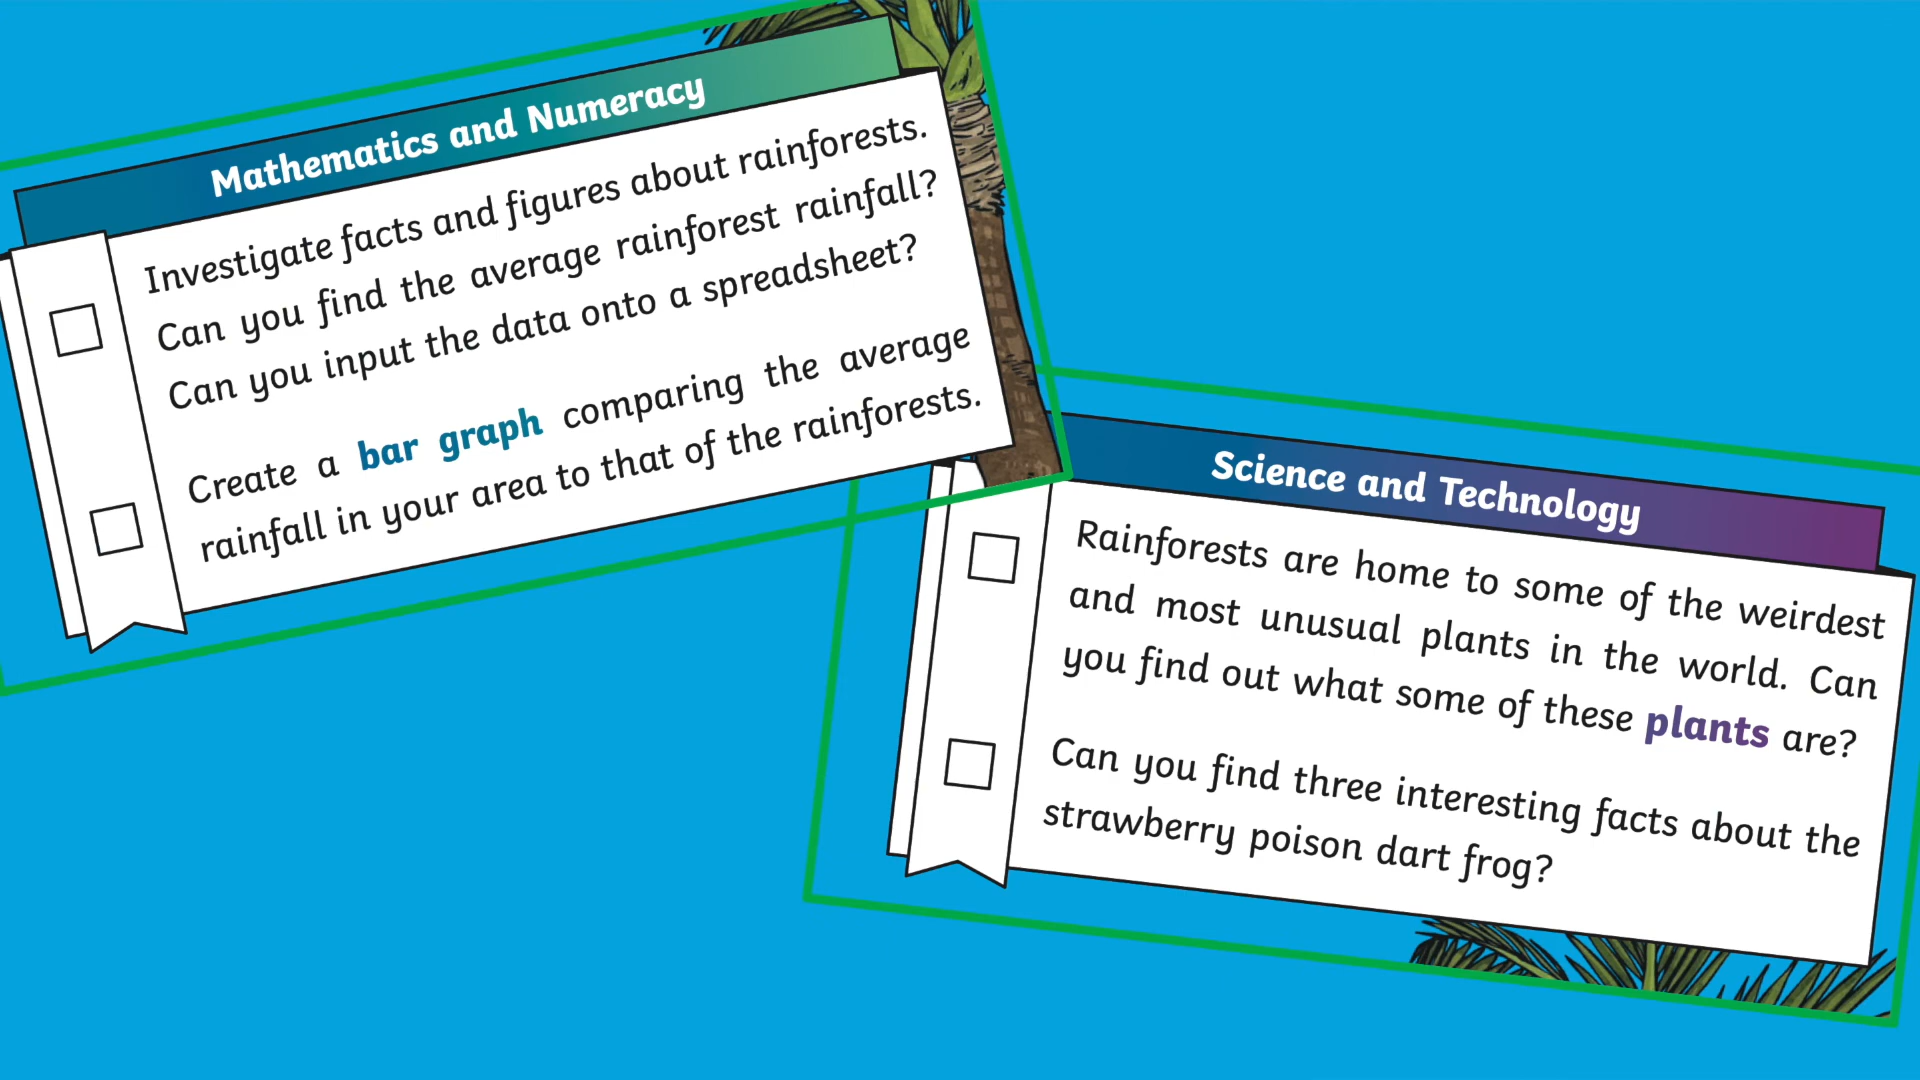 Mathematics and Numeracy
Investigate facts and figures about rainforests.
Can you find the average rainforest rainfall?
Can you input the data onto a spreadsheet?
Create a bar graph comparing the average
rainfall in your area to that of the rainforests.
Science and Technology
Rainforests are home to some of the weirdest
and most unusual plants in the world. Can
you find out what some of these plants are?
Can you find three interesting facts about the
strawberry poison dart frog?